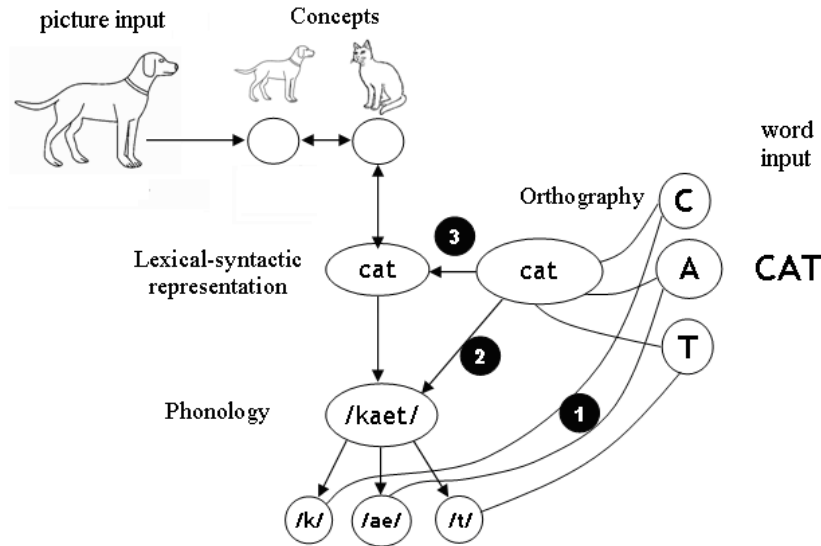 picture input
Concepts
word
input
Orthography
C
3
Lexical-syntactic
representation
cat
cat
A
CAT
T
2
Phonology
/kaet/
1
/k/
/ae/
/t/